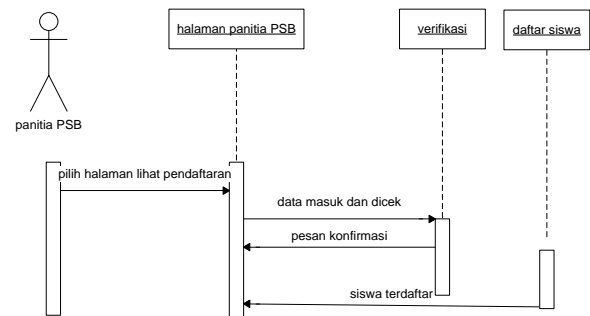 halaman panitia PSB
verifikasi
daftar siswa
panitia PSB
pilih halaman lihat pendaftaran
data masuk dan dicek
pesan konfirmasi
siswa terdaftar